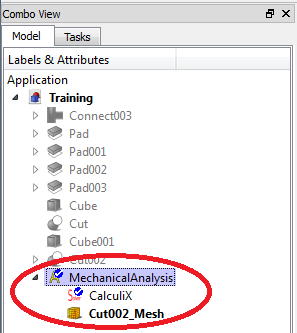 Combo View
Model
Tasks
Labels & Attributes
Application
Training
Connect003
Pad
Pad001
Pad002
Pad003
Cube
Cut
Cube001
Cut002
MechanicalAnalysis
CalculiX
Cut002_Mesh